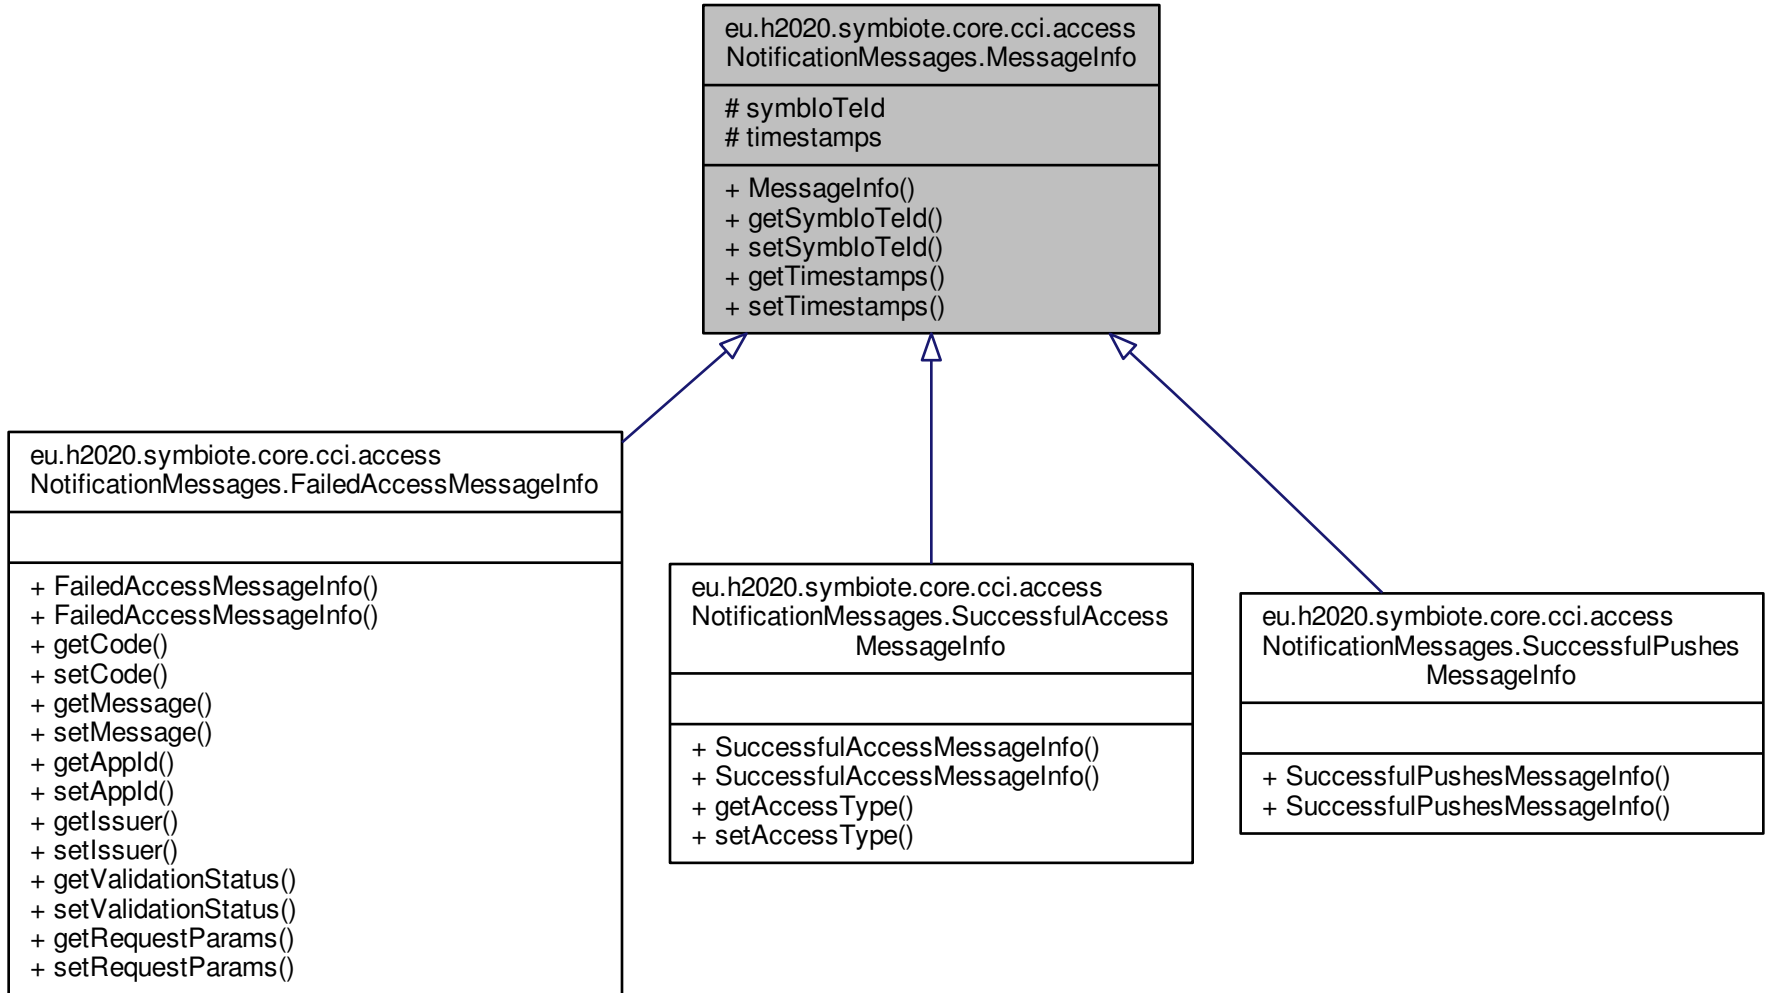 eu.h2020.symbiote.core.cci.access
NotificationMessages.MessageInfo
# symbIoTeId
# timestamps
+ MessageInfo()
+ getSymbIoTeId()
+ setSymbIoTeId()
+ getTimestamps()
+ setTimestamps()
eu.h2020.symbiote.core.cci.access
NotificationMessages.FailedAccessMessageInfo
+ FailedAccessMessageInfo()
+ FailedAccessMessageInfo()
+ getCode()
+ setCode()
+ getMessage()
+ setMessage()
+ getAppId()
+ setAppId()
+ getIssuer()
+ setIssuer()
+ getValidationStatus()
+ setValidationStatus()
+ getRequestParams()
+ setRequestParams()
eu.h2020.symbiote.core.cci.access
NotificationMessages.SuccessfulAccess
MessageInfo
+ SuccessfulAccessMessageInfo()
+ SuccessfulAccessMessageInfo()
+ getAccessType()
+ setAccessType()
eu.h2020.symbiote.core.cci.access
NotificationMessages.SuccessfulPushes
MessageInfo
+ SuccessfulPushesMessageInfo()
+ SuccessfulPushesMessageInfo()